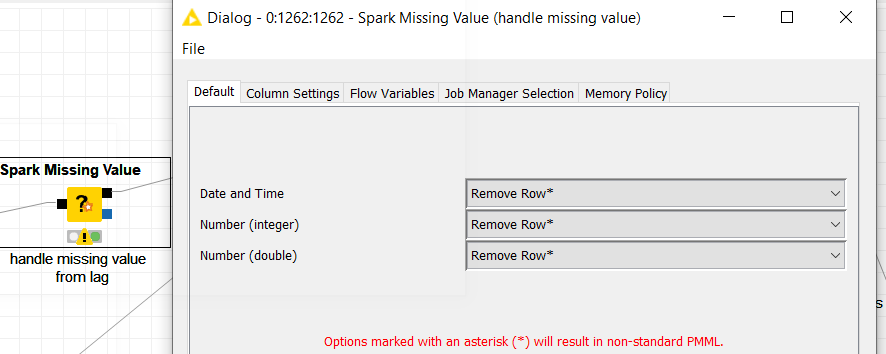 Dialog - 0:1262:1262 - Spark Missing Value (handle missing value)
File
Default Column Settings Flow Variables Job Manager Selection Memory Policy
Spark Missing Value
?
handle missing value
from lag
Date and Time Remove Row*
Number (integer) Remove Row*
Number (double) Remove Row*
Options marked with an asterisk (*) will result in non-standard PMML.
s